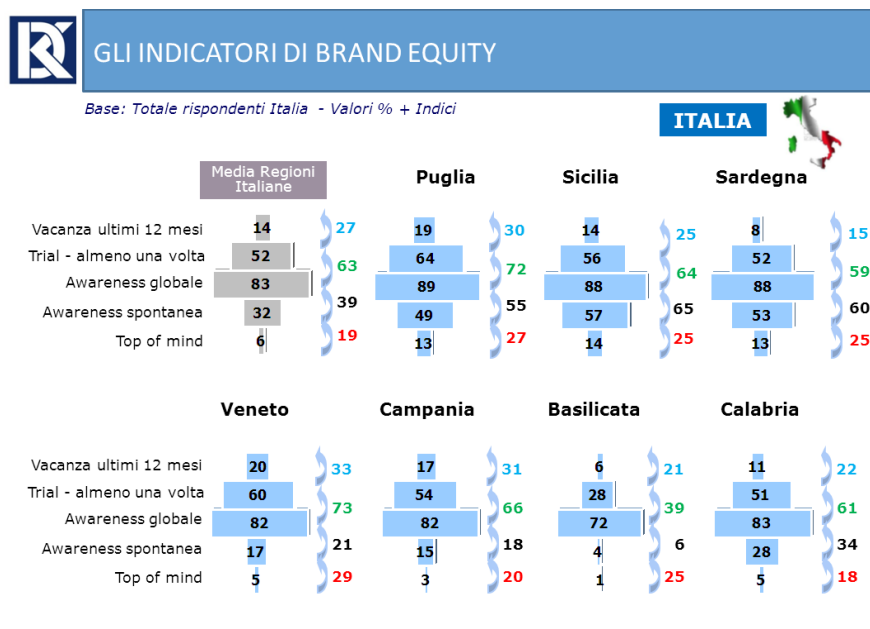 DK
GLI INDICATORI DI BRAND EQUITY
Base: Totale rispondenti Italia - Valori % + Indici
ITALIA
Media Regioni
Italiane
Puglia
Sicilia
Sardegna
Vacanza ultimi 12 mesi 14 27 19 30 14 25 8 15
Trial - almeno una volta 52 63 64 72 56 64 52 59
Awareness globale 83 89 88 88
Awareness spontanea 32 39 49 55 57 65 53 60
Top of mind 6 19 13 27 14 25 13 25
Veneto
Campania
Basilicata
Calabria
Vacanza ultimi 12 mesi 20 33 17 31 6 21 11 22
Trial - almeno una volta 60 73 54 66 28 39 51 61
Awareness globale 82 82 72 83
Awareness spontanea 17 21 15 18 4 6 28 34
Top of mind 5 29 3 20 1 25 5 18